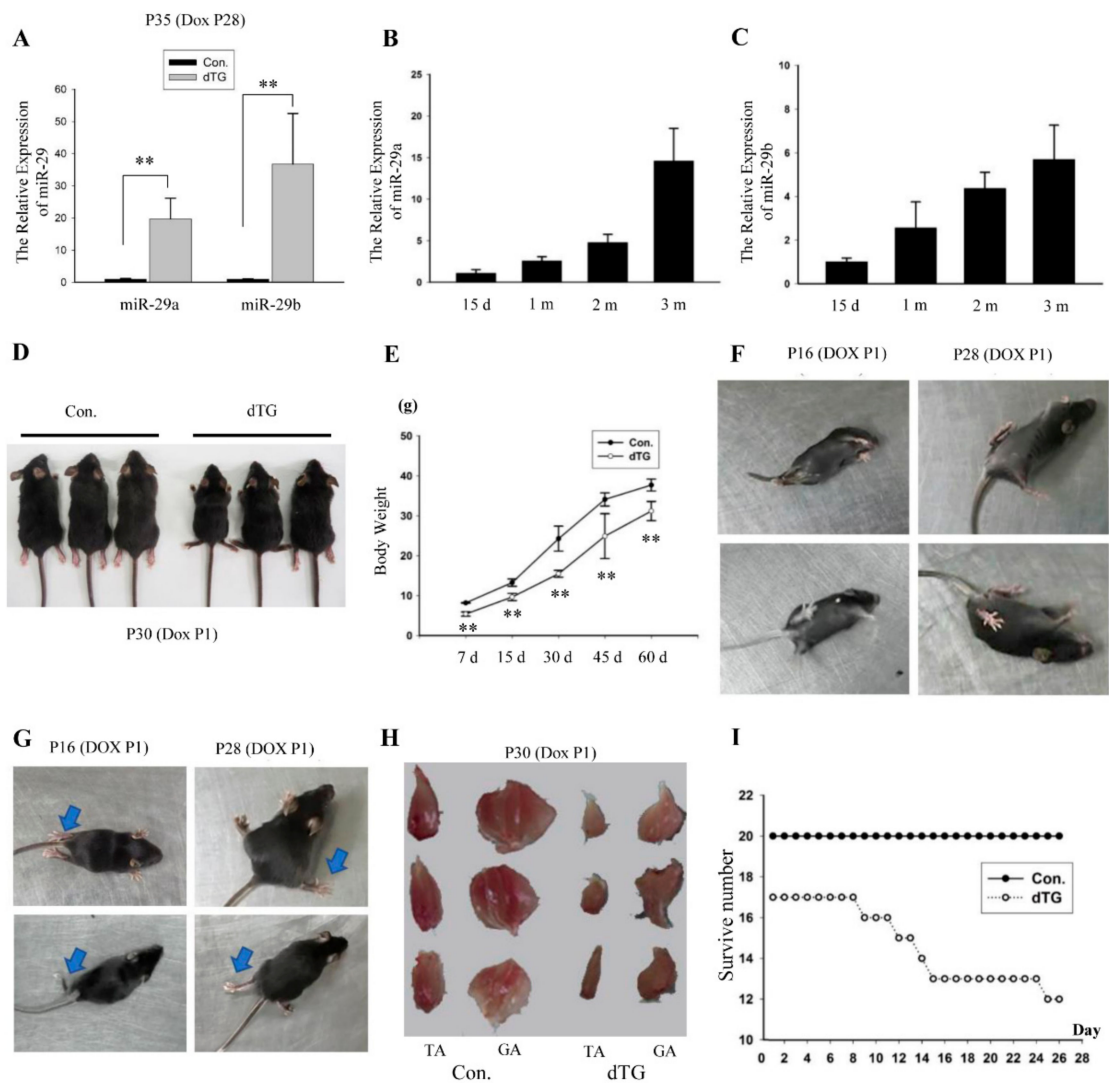 P35 (Dox P28)
A
Con.
dTG
The Relative Expression
of miR-29
60
50
40
30
20
10
0
**
**
miR-29a
miR-29b
B
The Relative Expression
of miR-29a
25
20
15
10
5
0
15 d
1 m
2 m
3 m
C
The Relative Expression
of miR-29b
10
8
6
4
2
0
15 d
1 m
2 m
3 m
D
Con.
dTG
P30 (Dox P1)
E
(g)
Body Weight
50
40
30
20
10
0
Con.
dTG
**
**
**
**
**
7 d
15 d
30 d
45 d
60 d
F
P16 (DOX P1)
P28 (DOX P1)
G
P16 (DOX P1)
P28 (DOX P1)
H
P30 (Dox P1)
TA
GA
TA
GA
Con.
dTG
I
Survive number
22
20
18
16
14
12
10
Con.
dTG
Day
0 2 4 6 8 10 11 14 16 18 20 22 24 26 28